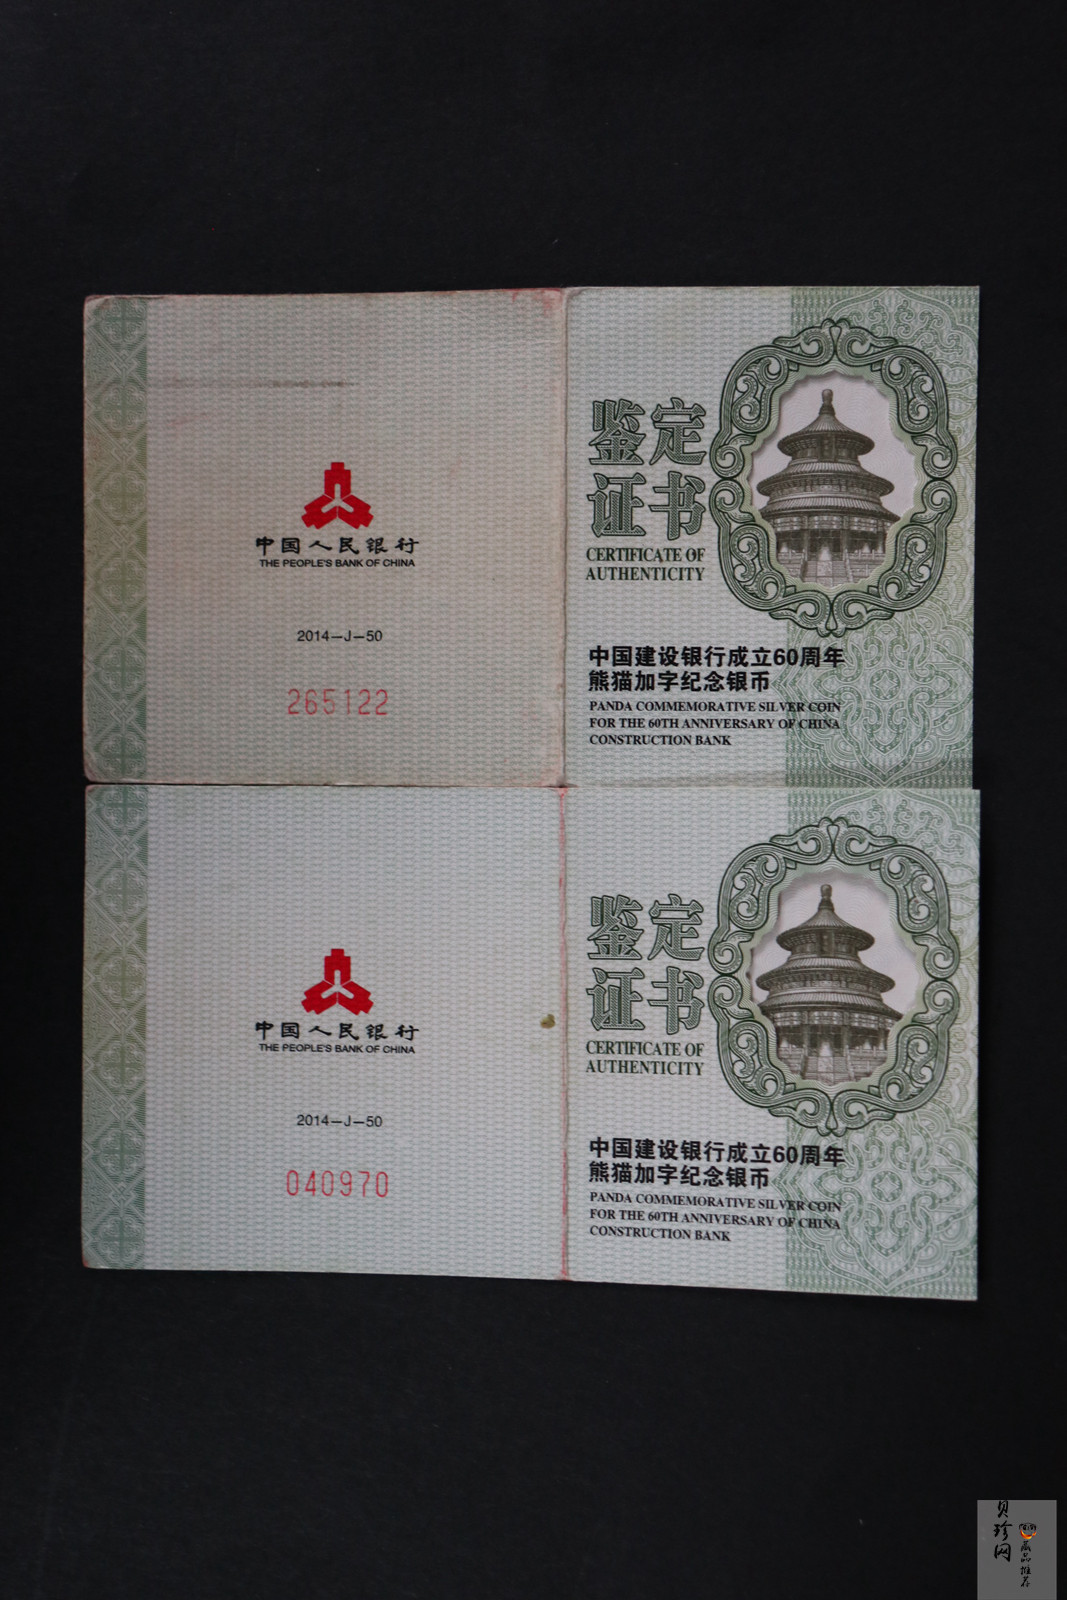 中国人民银行
THE PEOPLE'S BANK OF CHINA
2014—J—50
265122
鉴定
证书
CERTIFICATE OF
AUTHENTICITY
中国建设银行成立60周年
熊猫加字纪念银币
PANDA COMMEMORATIVE SILVER COIN
FOR THE 60TH ANNIVERSARY OF CHINA
CONSTRUCTION BANK
中国人民银行
THE PEOPLE'S BANK OF CHINA
2014—J—50
040970
鉴定
证书
CERTIFICATE OF
AUTHENTICITY
中国建设银行成立60周年
熊猫加字纪念银币
PANDA COMMEMORATIVE SILVER COIN
FOR THE 60TH ANNIVERSARY OF CHINA
CONSTRUCTION BANK
贝珍网
藏品推荐